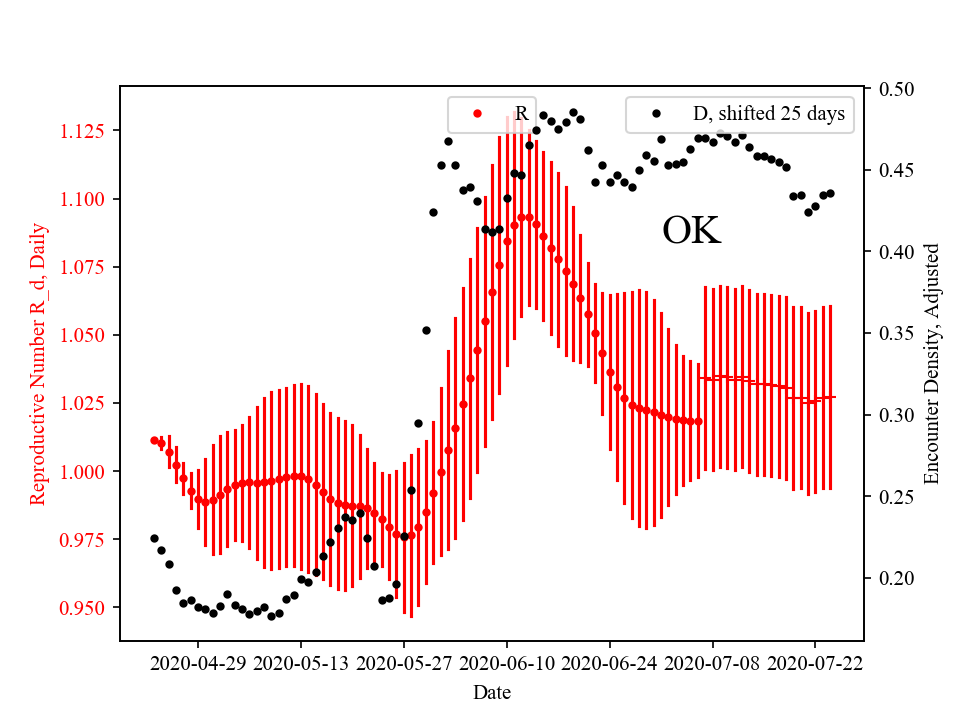 R
D, shifted 25 days
OK
Reproductive Number R_d, Daily
1.125
1.100
1.075
1.050
1.025
1.000
0.975
0.950
0.50
0.45
0.40
0.35
0.30
0.25
0.20
Encounter Density, Adjusted
2020-04-29 2020-05-13 2020-05-27 2020-06-10 2020-06-24 2020-07-08 2020-07-22
Date